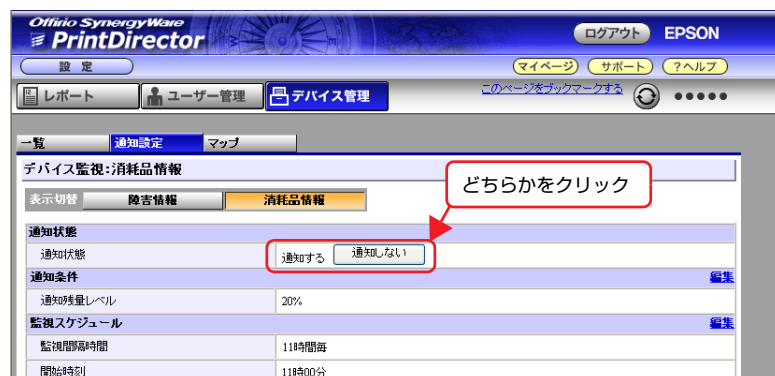 Offirio SynergyWare
PrintDirector
ログアウト EPSON
設 定 マイページ サポート ?ヘルプ
レポート ユーザー管理 デバイス管理 このページをブックマークする
一覧 通知設定 マップ
デバイス監視:消耗品情報
どちらかをクリック
表示切替 障害情報 消耗品情報
通知状態
通知状態 通知する 通知しない
通知条件 編集
通知残量レベル 20%
監視スケジュール 編集
監視間隔時間 11時間毎
開始時刻 11時00分